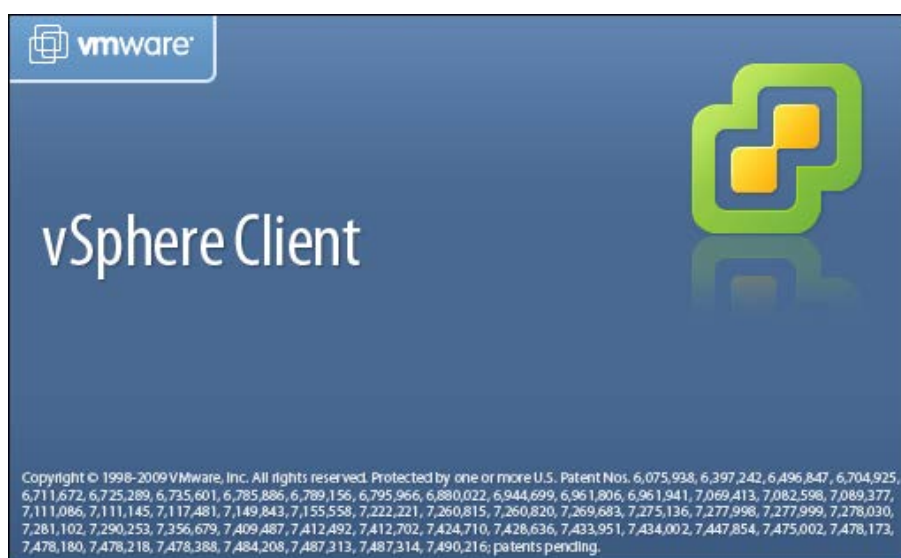 vmware
vSphere Client
Copyright © 1998-2009 VMware, Inc. All rights reserved. Protected by one or more U.S. Patent Nos. 6,075,938, 6,397,242, 6,496,847, 6,704,925,
6,711,672, 6,725,289, 6,735,601, 6,785,886, 6,789,156, 6,795,966, 6,880,022, 6,944,699, 6,961,806, 6,961,941, 7,069,413, 7,082,598, 7,089,377,
7,111,086, 7,111,145, 7,117,481, 7,149,843, 7,155,558, 7,222,221, 7,260,815, 7,260,820, 7,269,683, 7,275,136, 7,277,998, 7,277,999, 7,278,030,
7,281,102, 7,290,253, 7,356,679, 7,409,487, 7,412,492, 7,412,702, 7,424,710, 7,428,636, 7,433,951, 7,434,002, 7,447,854, 7,475,002, 7,478,173,
7,478,180, 7,478,218, 7,478,388, 7,484,208, 7,487,313, 7,487,314, 7,490,216; patents pending.